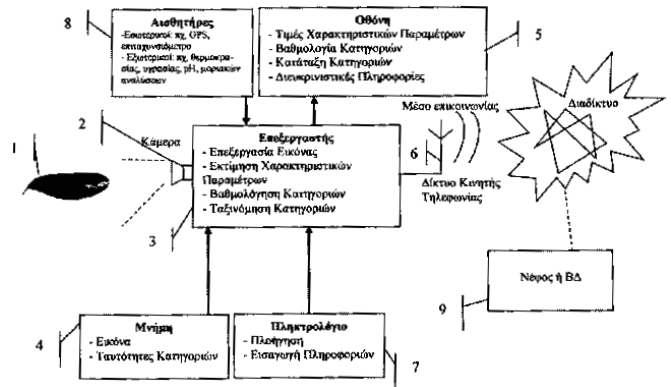 8
Αισθητήρες
-Εσωτερικοί: πχ, GPS,
επιταχυνσιόμετρο
- Εξωτερικοί: πχ, θερμοκρα-
σίας, υγρασίας, pH, μοριακών
αναλύσεων
Οθόνη
- Τιμές Χαρακτηριστικών Παραμέτρων
- Βαθμολογία Κατηγοριών
- Κατάταξη Κατηγοριών
- Διευκρινιστικές Πληροφορίες
5
1
2
Κάμερα
3
Επεξεργαστής
- Επεξεργασία Εικόνας
- Εκτίμηση Χαρακτηριστικών
Παραμέτρων
- Βαθμολόγηση Κατηγοριών
- Ταξινόμηση Κατηγοριών
Μέσο επικοινωνίας
6
Δίκτυο Κινητής
Τηλεφωνίας
Διαδίκτυο
Νέφος ή ΒΔ
9
4
Μνήμη
- Εικόνα
- Ταυτότητες Κατηγοριών
Πληκτρολόγιο
- Πλοήγηση
- Εισαγωγή Πληροφοριών
7